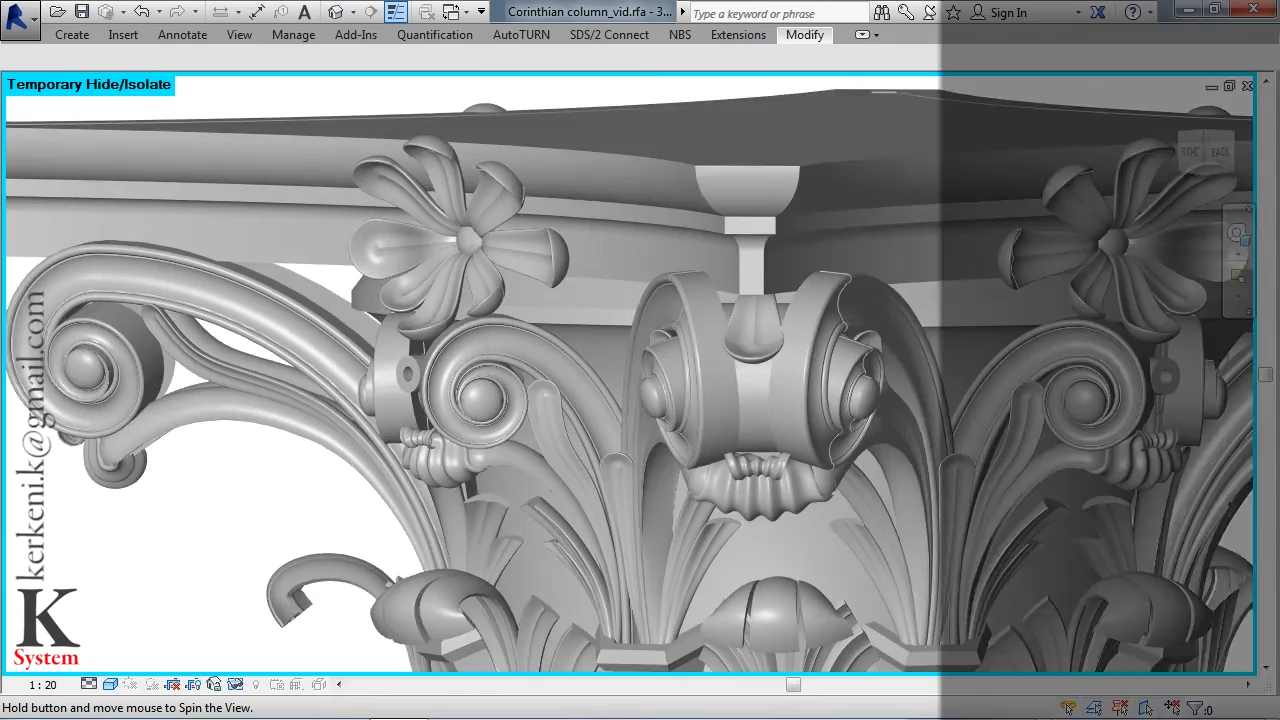 Corinthian column_vid.rfa - 3...
Type a keyword or phrase
Sign In
Create Insert Annotate View Manage Add-Ins Quantification AutoTURN SDS/2 Connect NBS Extensions Modify
Temporary Hide/Isolate
BACK
kerkeni.k@gmail.com
K
System
1 : 20
Hold button and move mouse to Spin the View.
:0